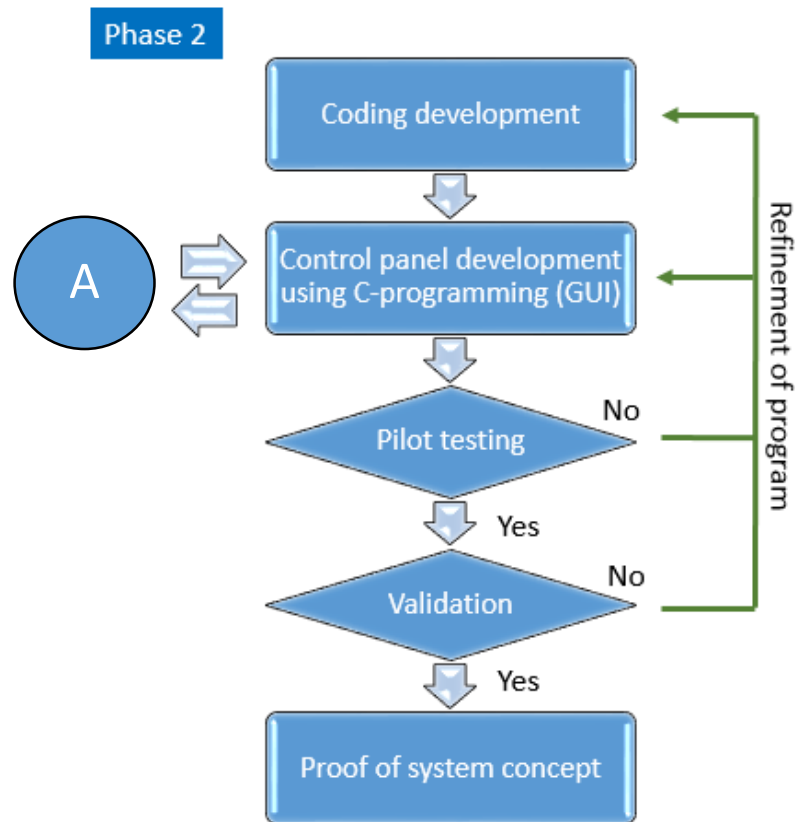 Phase 2
Coding development
A
Control panel development
using C-programming (GUI)
Pilot testing
No
Yes
Validation
No
Yes
Proof of system concept
Refinement of program